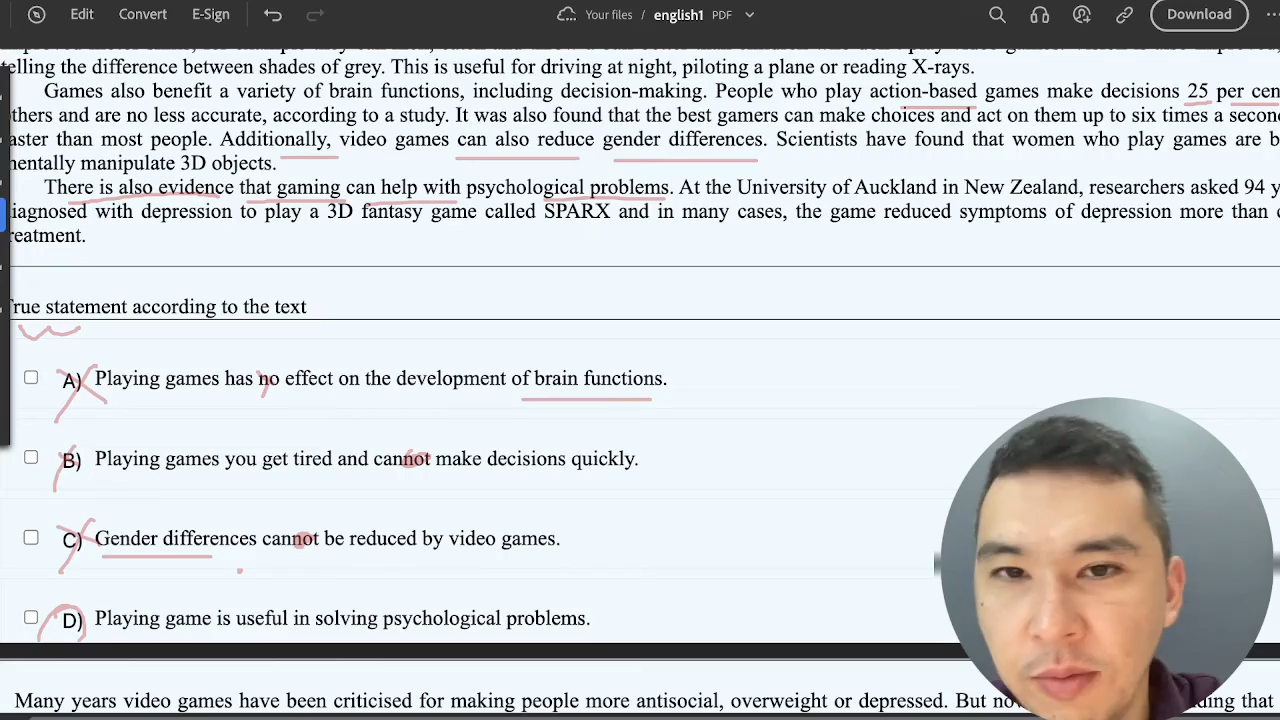 Edit Convert E-Sign Your files / english1 PDF Download
telling the difference between shades of grey. This is useful for driving at night, piloting a plane or reading X-rays.
Games also benefit a variety of brain functions, including decision-making. People who play action-based games make decisions 25 per cen
thers and are no less accurate, according to a study. It was also found that the best gamers can make choices and act on them up to six times a second
aster than most people. Additionally, video games can also reduce gender differences. Scientists have found that women who play games are b
mentally manipulate 3D objects.
There is also evidence that gaming can help with psychological problems. At the University of Auckland in New Zealand, researchers asked 94 y
iagnosed with depression to play a 3D fantasy game called SPARX and in many cases, the game reduced symptoms of depression more than
reatment.
True statement according to the text
A) Playing games has no effect on the development of brain functions.
B) Playing games you get tired and cannot make decisions quickly.
C) Gender differences cannot be reduced by video games.
D) Playing game is useful in solving psychological problems.
Many years video games have been criticised for making people more antisocial, overweight or depressed. But now that